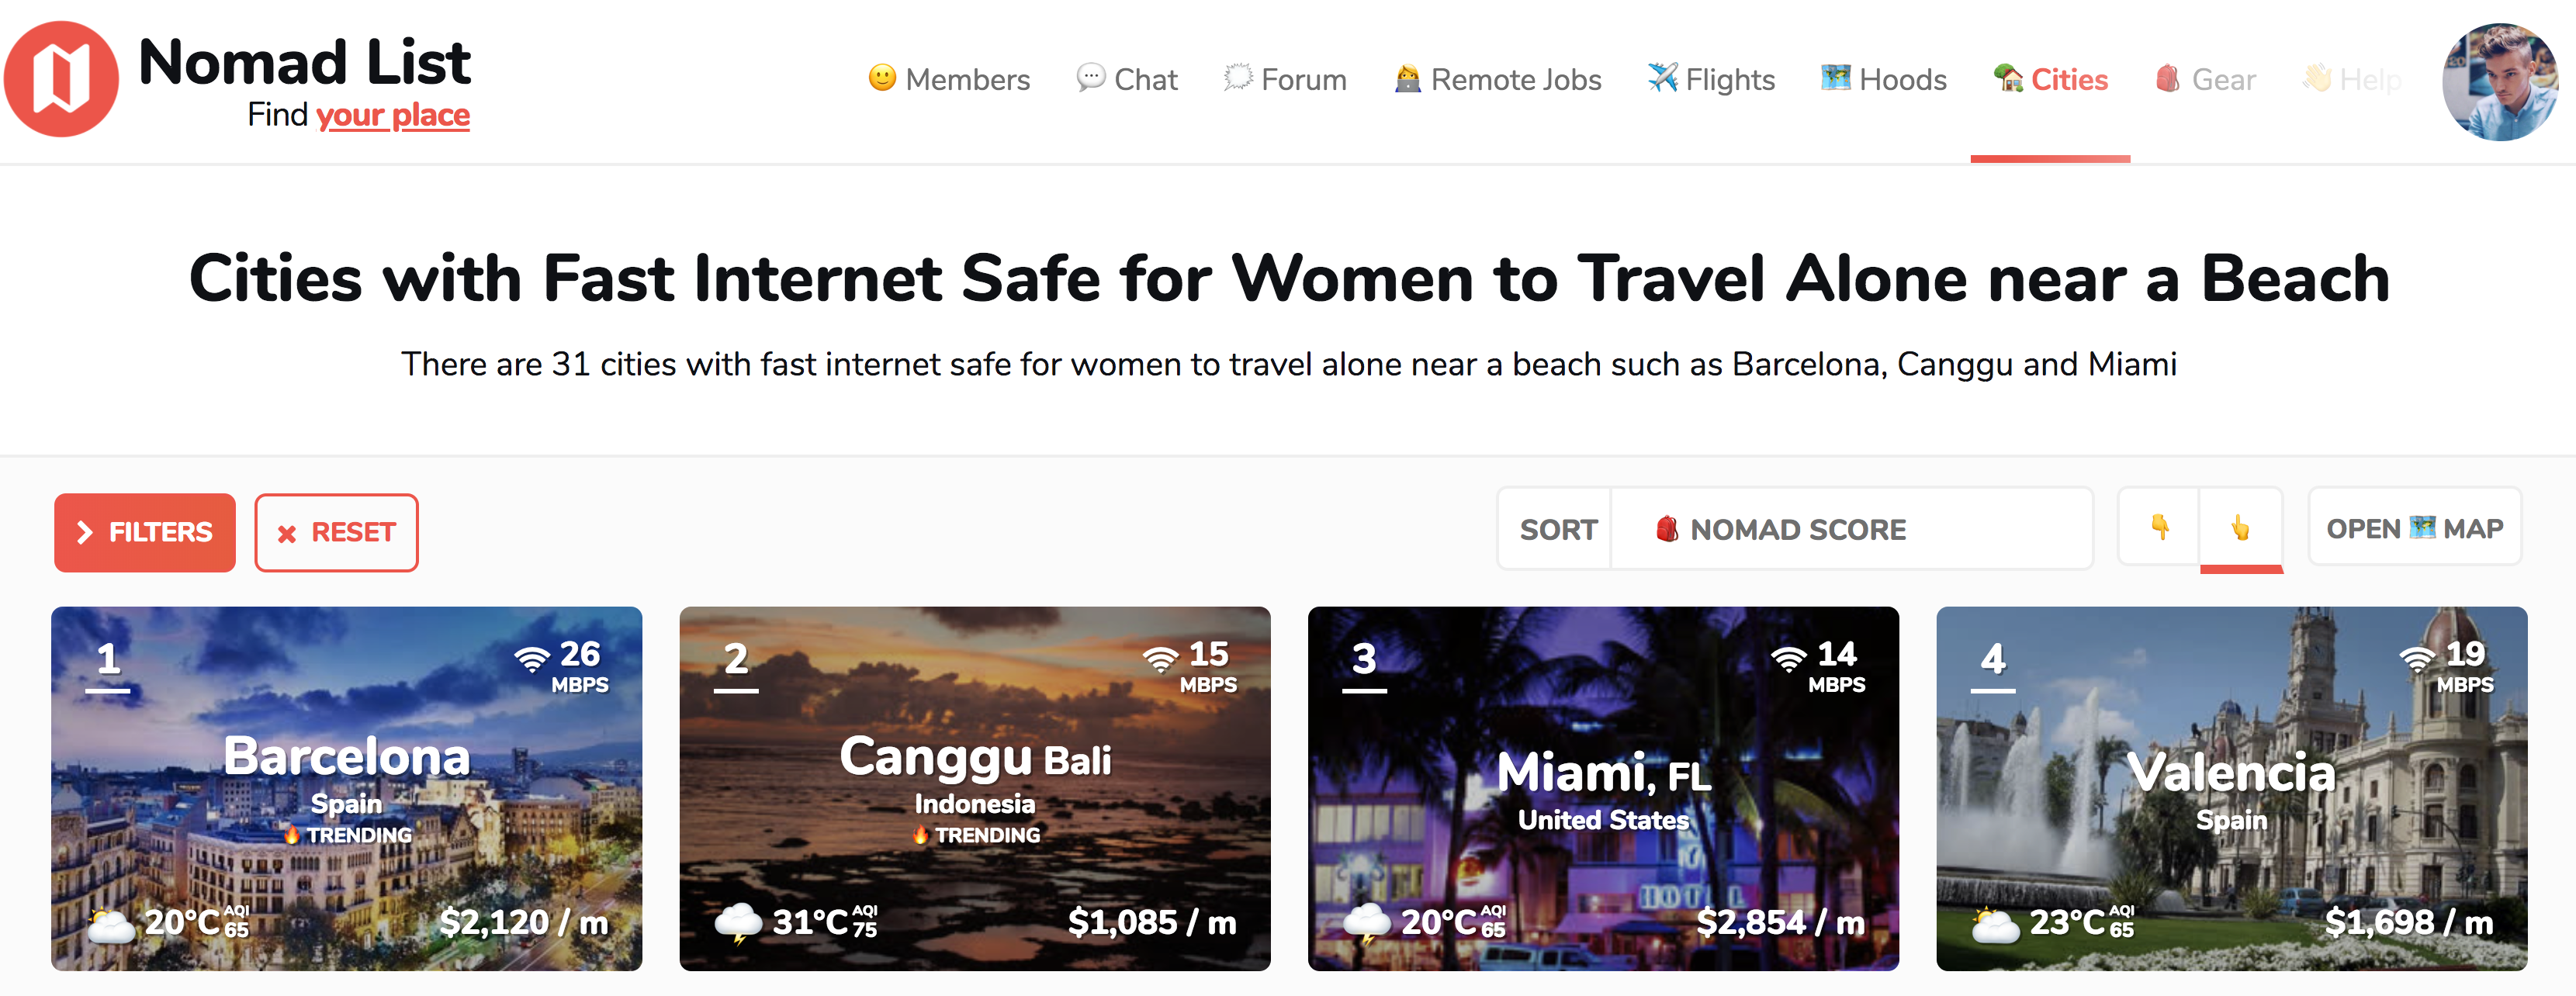 Nomad List
Find your place
Members
Chat
Forum
Remote Jobs
Flights
Hoods
Cities
Gear
Help
Cities with Fast Internet Safe for Women to Travel Alone near a Beach
There are 31 cities with fast internet safe for women to travel alone near a beach such as Barcelona, Canggu and Miami
FILTERS
RESET
SORT
NOMAD SCORE
OPEN MAP
1
26
MBPS
Barcelona
Spain
TRENDING
20°C AQI 65
$2,120 / m
2
15
MBPS
Canggu Bali
Indonesia
TRENDING
31°C AQI 75
$1,085 / m
3
14
MBPS
Miami, FL
United States
HOTEL
20°C AQI 65
$2,854 / m
4
19
MBPS
Valencia
Spain
23°C AQI 65
$1,698 / m